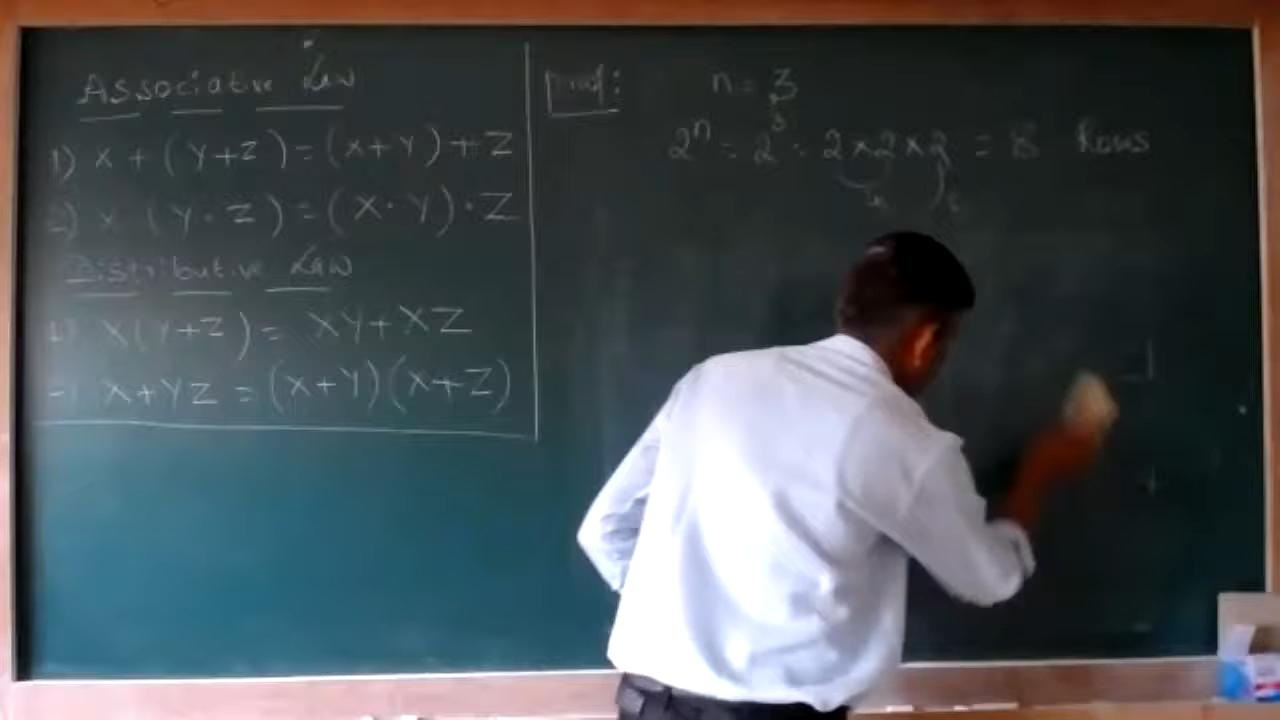 Associative Law
1) X + (Y+Z) = (X+Y) + Z
2) X (Y · Z) = (X · Y) · Z
Distributive Law
1) X(Y+Z) = XY + XZ
X+YZ = (X+Y)(X+Z)
Proof:
n = 3
2ⁿ = 2³ = 2×2×2 = 8 Rows